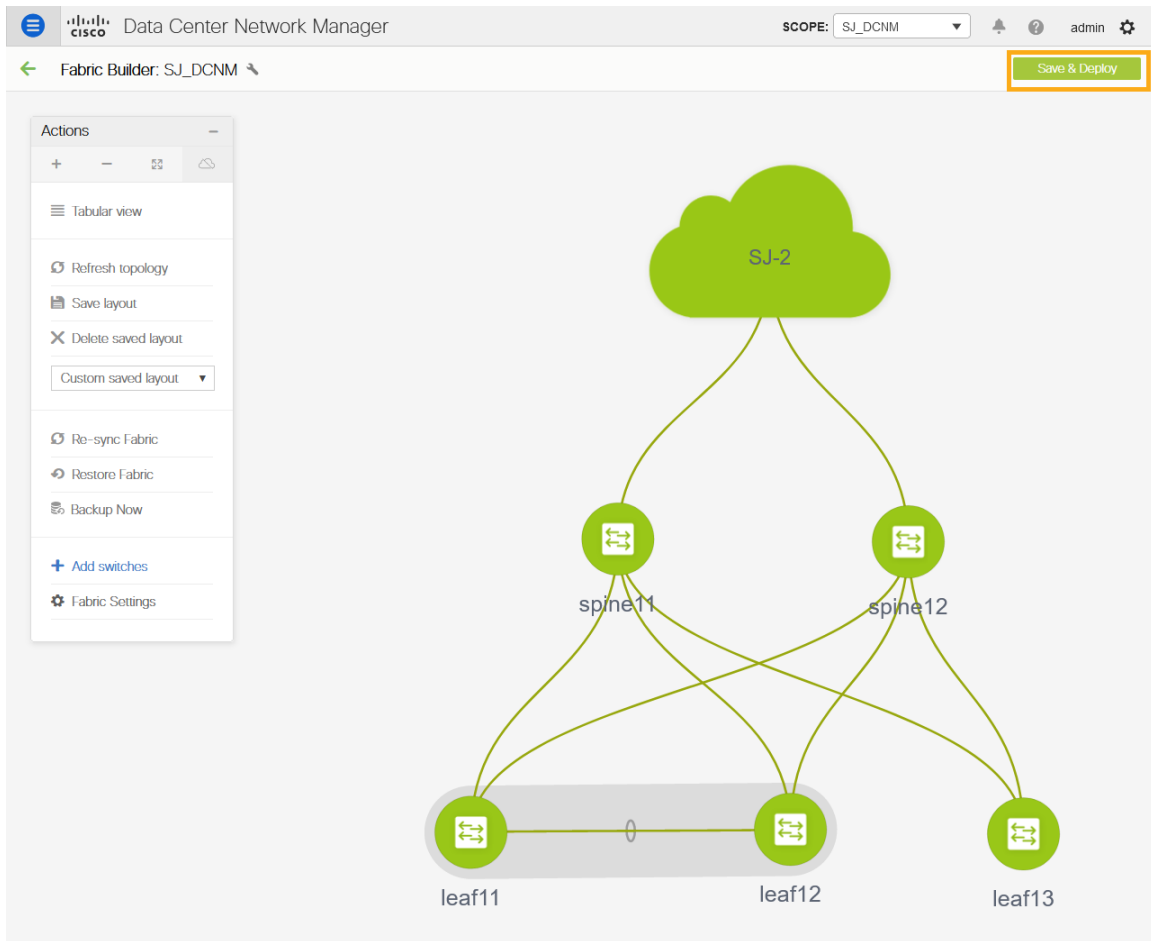 CISCO Data Center Network Manager SCOPE: SJ_DCNM admin
Fabric Builder: SJ_DCNM Save & Deploy
Actions
Tabular view
Refresh topology
Save layout
Delete saved layout
Custom saved layout
Re-sync Fabric
Restore Fabric
Backup Now
Add switches
Fabric Settings
SJ-2
spine11 spine12
leaf11 leaf12 leaf13